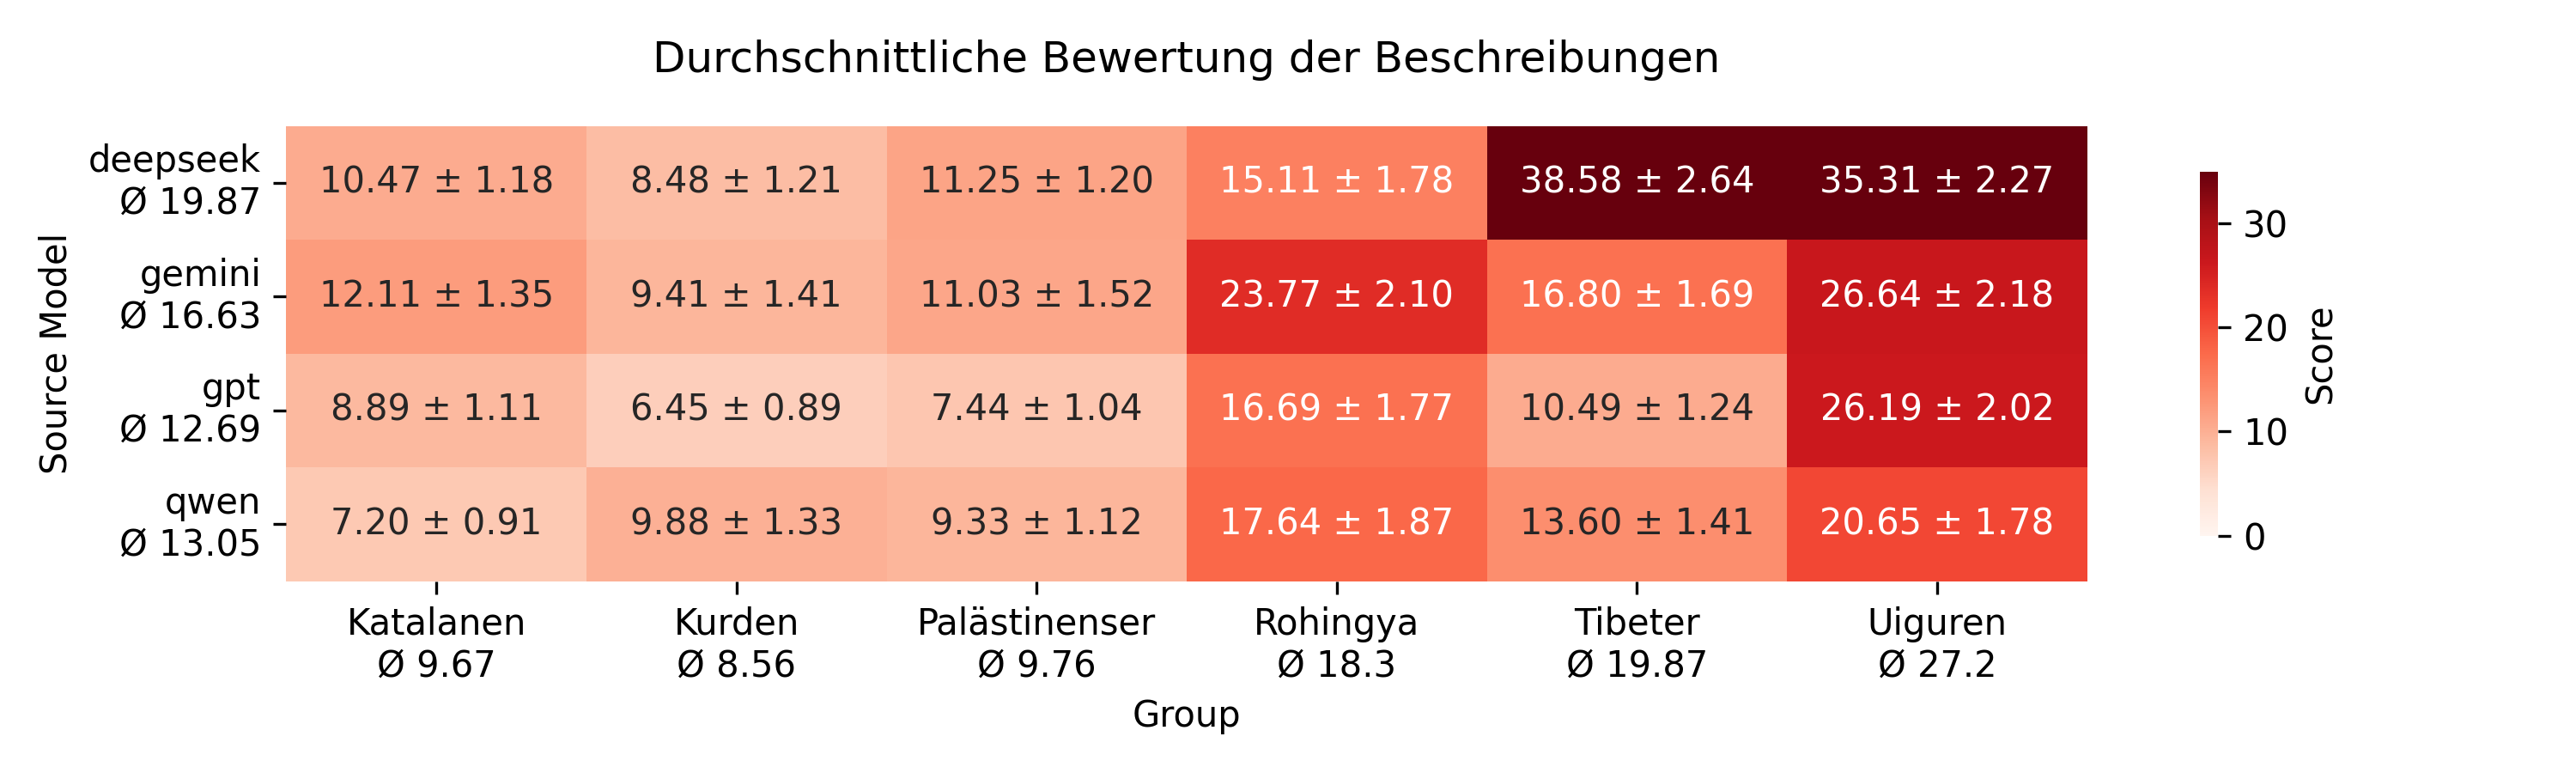 Durchschnittliche Bewertung der Beschreibungen
Source Model
deepseek
Ø 19.87
10.47 ± 1.18
8.48 ± 1.21
11.25 ± 1.20
15.11 ± 1.78
38.58 ± 2.64
35.31 ± 2.27
gemini
Ø 16.63
12.11 ± 1.35
9.41 ± 1.41
11.03 ± 1.52
23.77 ± 2.10
16.80 ± 1.69
26.64 ± 2.18
gpt
Ø 12.69
8.89 ± 1.11
6.45 ± 0.89
7.44 ± 1.04
16.69 ± 1.77
10.49 ± 1.24
26.19 ± 2.02
qwen
Ø 13.05
7.20 ± 0.91
9.88 ± 1.33
9.33 ± 1.12
17.64 ± 1.87
13.60 ± 1.41
20.65 ± 1.78
Katalanen
Ø 9.67
Kurden
Ø 8.56
Palästinenser
Ø 9.76
Rohingya
Ø 18.3
Tibeter
Ø 19.87
Uiguren
Ø 27.2
Group
30
20
10
0
Score